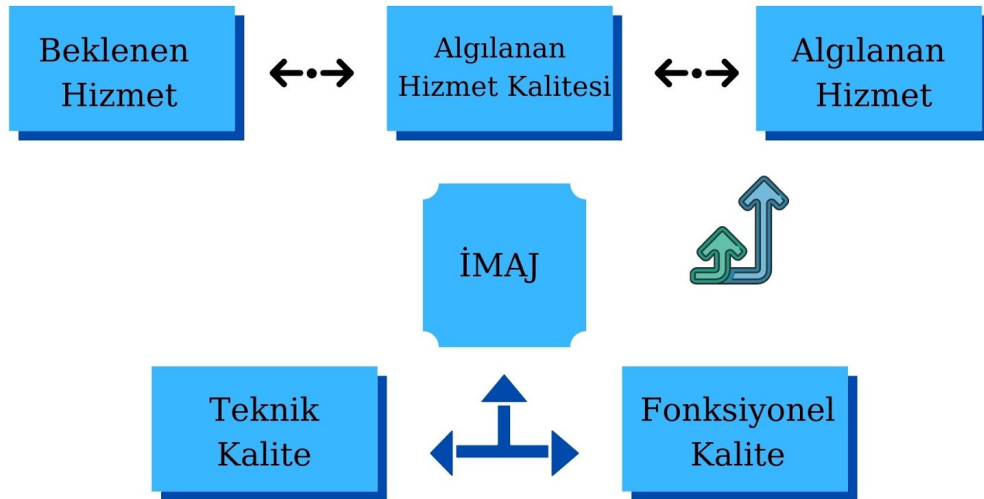 Beklenen
Hizmet
Algılanan
Hizmet Kalitesi
Algılanan
Hizmet
İMAJ
Teknik
Kalite
Fonksiyonel
Kalite